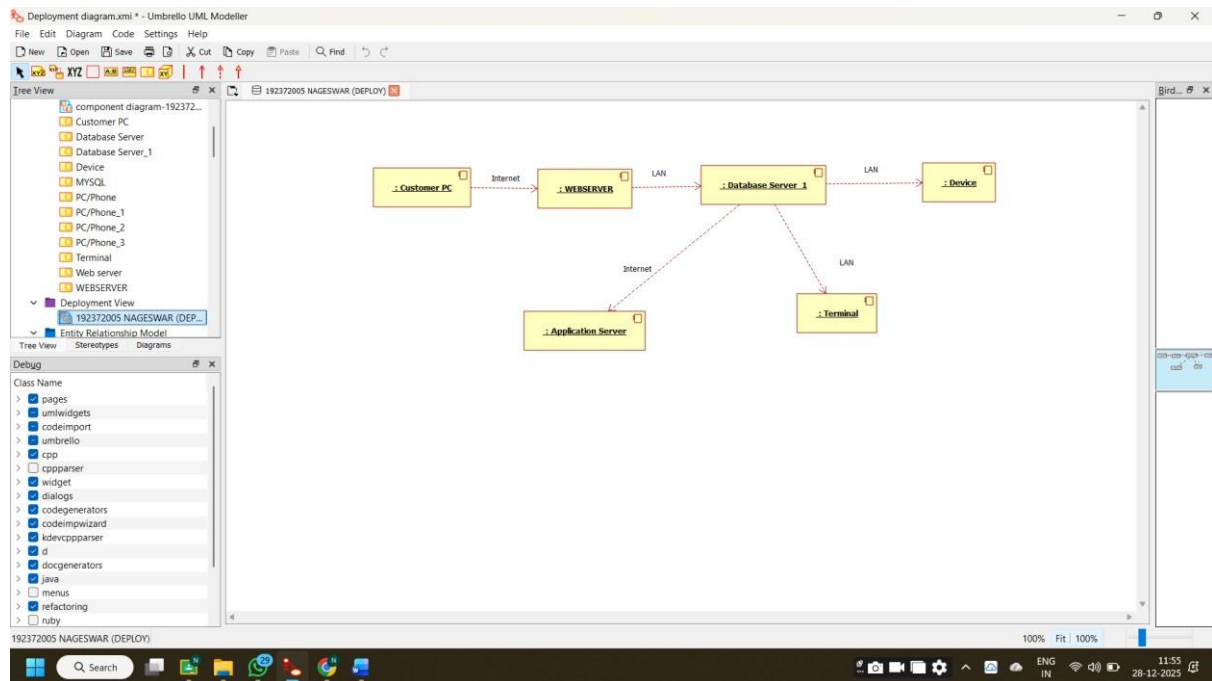 Deployment diagram.xmi * - Umbrello UML Modeller
File Edit Diagram Code Settings Help
New Open Save Cut Copy Paste Find
XYZ
Tree View
192372005 NAGESWAR (DEPLOY)
Bird...
component diagram-192372...
Customer PC
Database Server
Database Server_1
Device
MYSQL
PC/Phone
PC/Phone_1
PC/Phone_2
PC/Phone_3
Terminal
Web server
WEBSERVER
Deployment View
192372005 NAGESWAR (DEP...
Entity Relationship Model
Tree View Stereotypes Diagrams
Debug
Class Name
pages
umlwidgets
codeimport
umbrello
cpp
cppparser
widget
dialogs
codegenerators
codeimpwizard
kdevcppparser
d
docgenerators
java
menus
refactoring
ruby
: Customer PC
Internet
: WEBSERVER
LAN
: Database Server_1
LAN
: Device
Internet
LAN
: Application Server
: Terminal
192372005 NAGESWAR (DEPLOY)
100% Fit 100%
Search
29
ENG
IN
11:55
28-12-2025